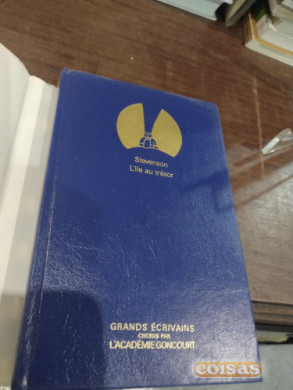 Stevenson
L'île au trésor
GRANDS ÉCRIVAINS
CHOISIS PAR
L'ACADÉMIE GONCOURT
coisas